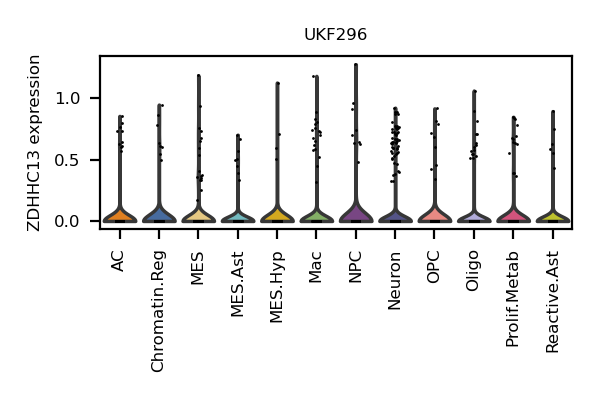 UKF296
ZDHHC13 expression
1.0
0.5
0.0
AC
Chromatin.Reg
MES
MES.Ast
MES.Hyp
Mac
NPC
Neuron
OPC
Oligo
Prolif.Metab
Reactive.Ast